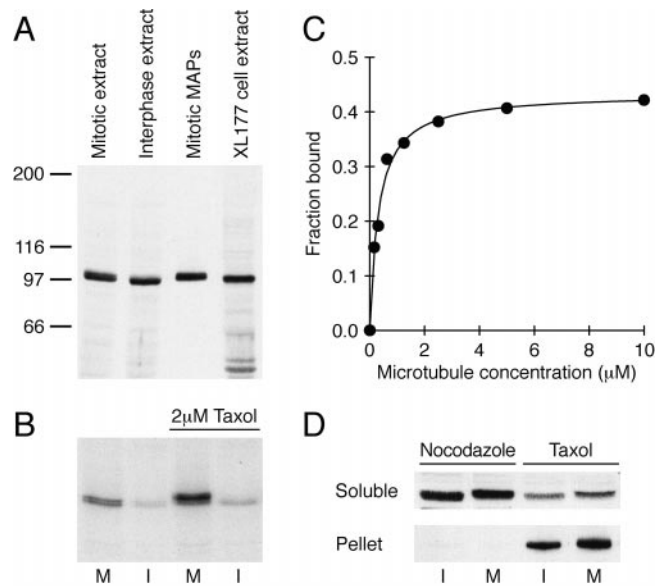 A
Mitotic extract
Interphase extract
Mitotic MAPs
XL177 cell extract
200
116
97
66
B
2μM Taxol
M I M I
C
Fraction bound
0.5
0.4
0.3
0.2
0.1
0.0
0 2 4 6 8 10
Microtubule concentration (μM)
D
Nocodazole Taxol
Soluble
Pellet
I M I M